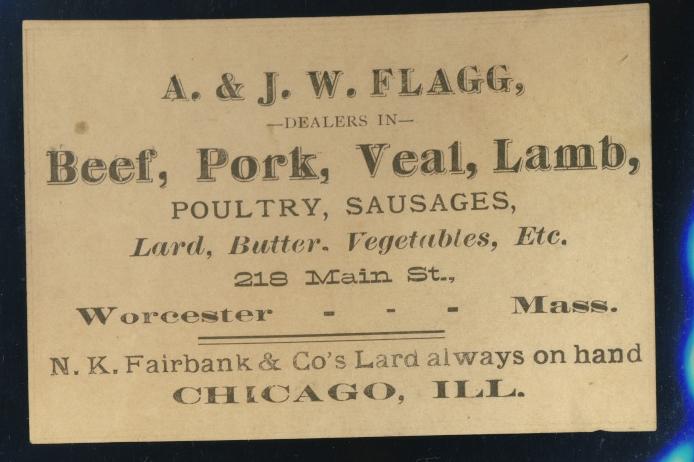 A. & J. W. FLAGG,
—DEALERS IN—
Beef, Pork, Veal, Lamb,
POULTRY, SAUSAGES,
Lard, Butter. Vegetables, Etc.
218 Main St.,
Worcester - - - Mass.
N. K. Fairbank & Co's Lard always on hand
CHICAGO, ILL.